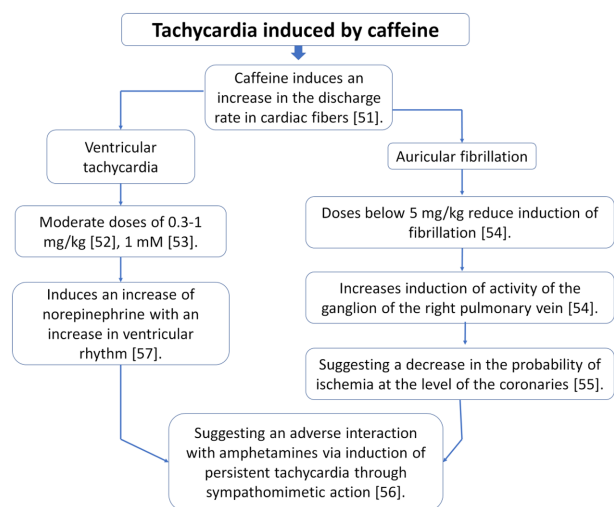 Tachycardia induced by caffeine
Caffeine induces an
increase in the discharge
rate in cardiac fibers [51].
Ventricular
tachycardia
Moderate doses of 0.3-1
mg/kg [52], 1 mM [53].
Induces an increase of
norepinephrine with an
increase in ventricular
rhythm [57].
Auricular fibrillation
Doses below 5 mg/kg reduce induction of
fibrillation [54].
Increases induction of activity of the
ganglion of the right pulmonary vein [54].
Suggesting a decrease in the probability of
ischemia at the level of the coronaries [55].
Suggesting an adverse interaction
with amphetamines via induction of
persistent tachycardia through
sympathomimetic action [56].